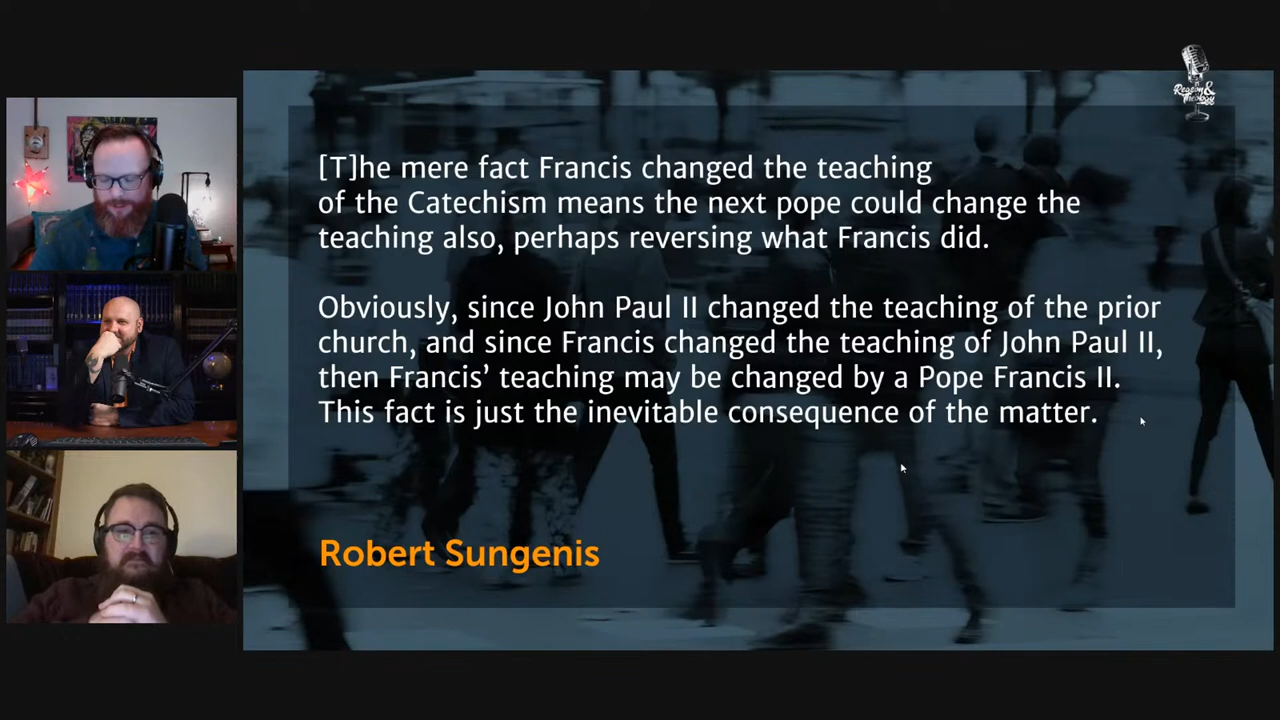 Reason &
Theology
[T]he mere fact Francis changed the teaching
of the Catechism means the next pope could change the
teaching also, perhaps reversing what Francis did.
Obviously, since John Paul II changed the teaching of the prior
church, and since Francis changed the teaching of John Paul II,
then Francis’ teaching may be changed by a Pope Francis II.
This fact is just the inevitable consequence of the matter.
Robert Sungenis